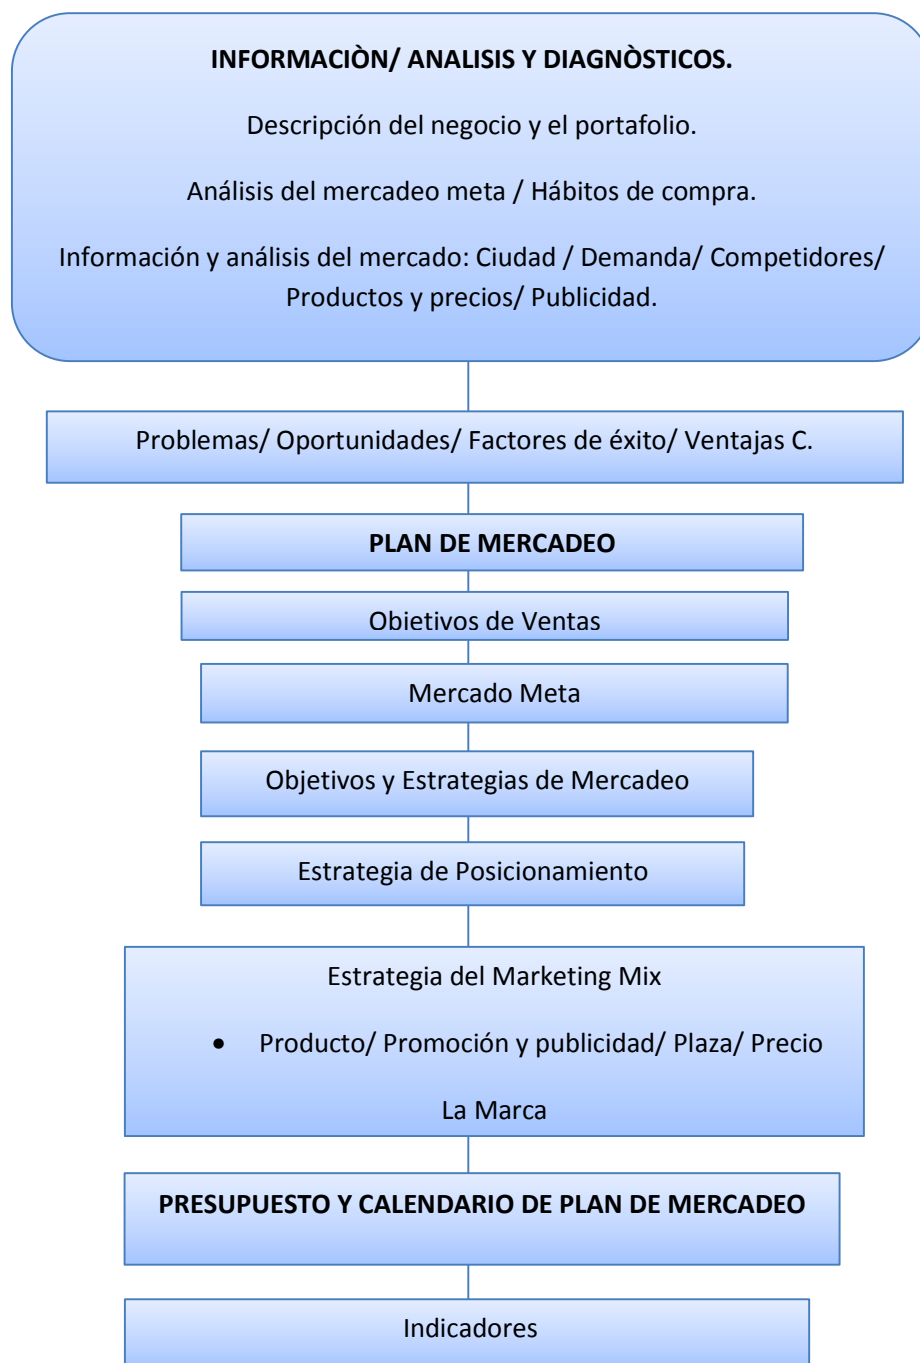 INFORMACIÒN/ ANALISIS Y DIAGNÒSTICOS.
Descripción del negocio y el portafolio.
Análisis del mercadeo meta / Hábitos de compra.
Información y análisis del mercado: Ciudad / Demanda/ Competidores/
Productos y precios/ Publicidad.
Problemas/ Oportunidades/ Factores de éxito/ Ventajas C.
PLAN DE MERCADEO
Objetivos de Ventas
Mercado Meta
Objetivos y Estrategias de Mercadeo
Estrategia de Posicionamiento
Estrategia del Marketing Mix
• Producto/ Promoción y publicidad/ Plaza/ Precio
La Marca
PRESUPUESTO Y CALENDARIO DE PLAN DE MERCADEO
Indicadores